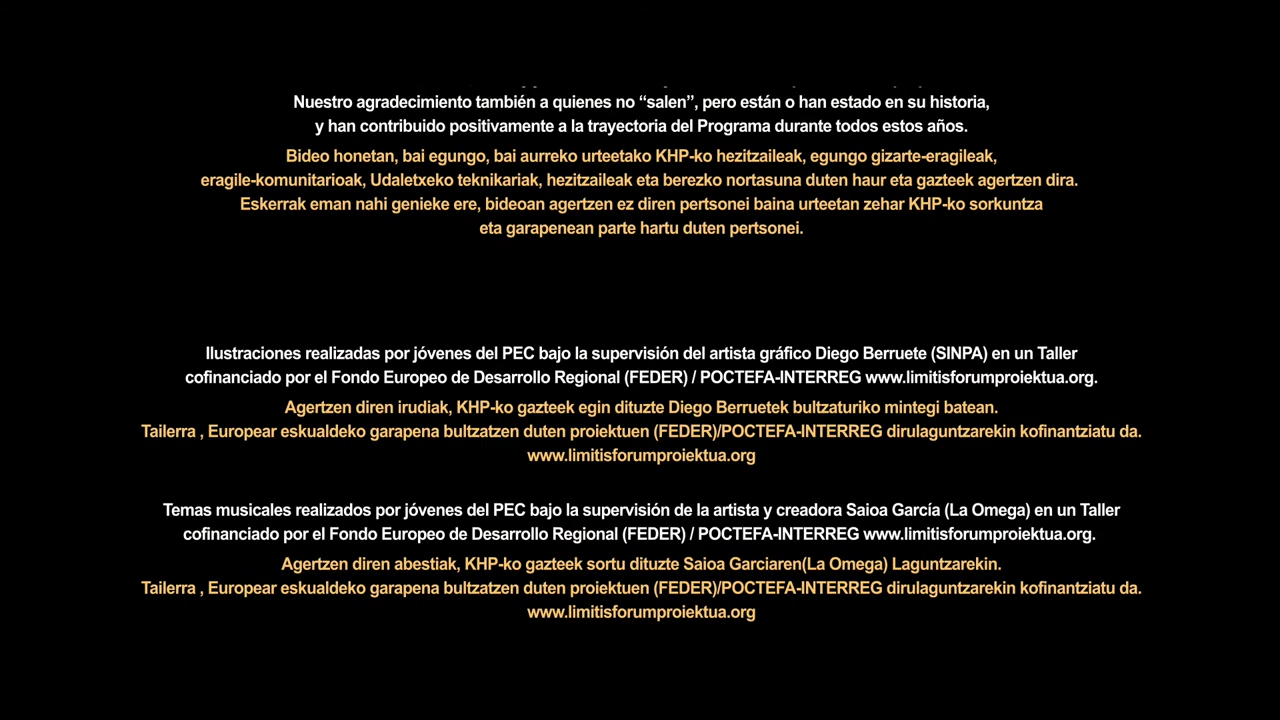 Nuestro agradecimiento también a quienes no “salen”, pero están o han estado en su historia,
y han contribuido positivamente a la trayectoria del Programa durante todos estos años.
Bideo honetan, bai egungo, bai aurreko urteetako KHP-ko hezitzaileak, egungo gizarte-eragileak,
eragile-komunitarioak, Udaletxeko teknikariak, hezitzaileak eta berezko nortasuna duten haur eta gazteek agertzen dira.
Eskerrak eman nahi genieke ere, bideoan agertzen ez diren pertsonei baina urteetan zehar KHP-ko sorkuntza
eta garapenean parte hartu duten pertsonei.
Ilustraciones realizadas por jóvenes del PEC bajo la supervisión del artista gráfico Diego Berruete (SINPA) en un Taller
cofinanciado por el Fondo Europeo de Desarrollo Regional (FEDER) / POCTEFA-INTERREG www.limitisforumproiektua.org.
Agertzen diren irudiak, KHP-ko gazteek egin dituzte Diego Berruetek bultzaturiko mintegi batean.
Tailerra , Europear eskualdeko garapena bultzatzen duten proiektuen (FEDER)/POCTEFA-INTERREG dirulaguntzarekin kofinantziatu da.
www.limitisforumproiektua.org
Temas musicales realizados por jóvenes del PEC bajo la supervisión de la artista y creadora Saioa García (La Omega) en un Taller
cofinanciado por el Fondo Europeo de Desarrollo Regional (FEDER) / POCTEFA-INTERREG www.limitisforumproiektua.org.
Agertzen diren abestiak, KHP-ko gazteek sortu dituzte Saioa Garciaren(La Omega) Laguntzarekin.
Tailerra , Europear eskualdeko garapena bultzatzen duten proiektuen (FEDER)/POCTEFA-INTERREG dirulaguntzarekin kofinantziatu da.
www.limitisforumproiektua.org